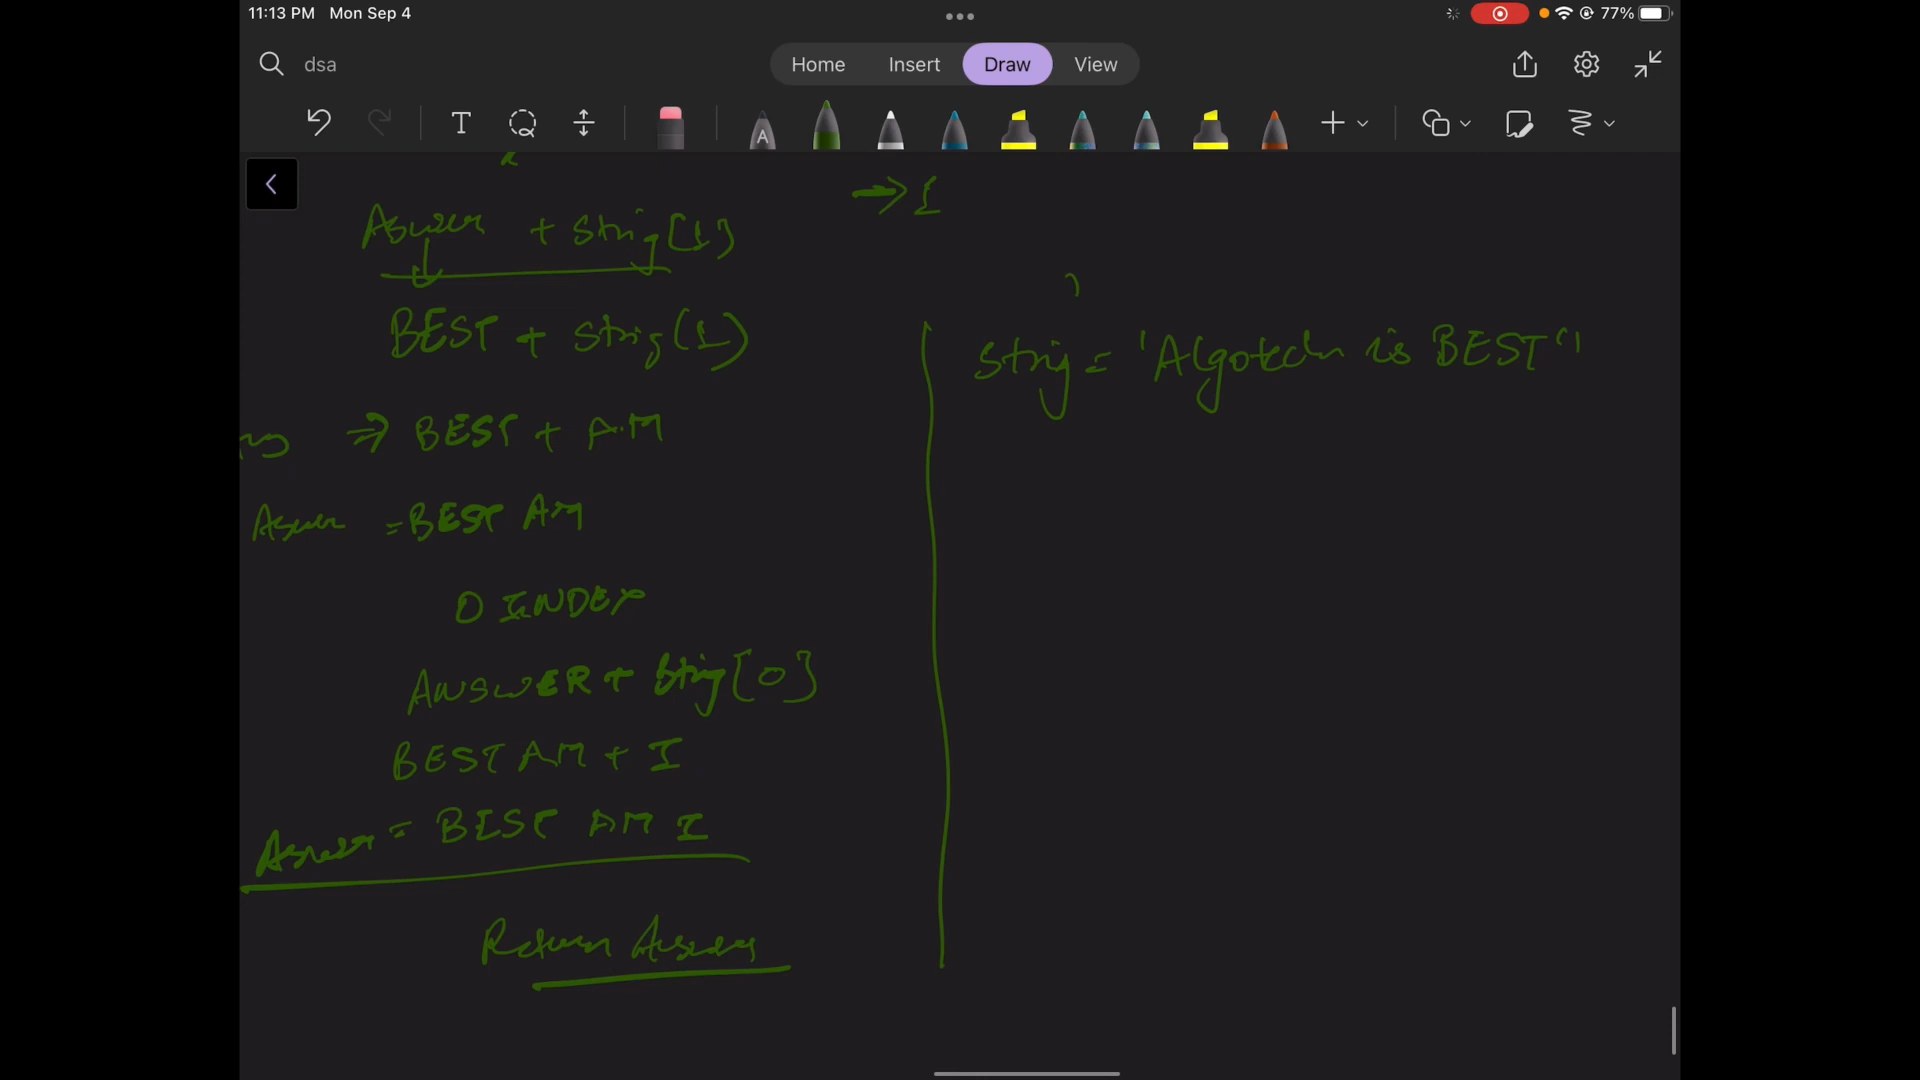 11:13 PM Mon Sep 4
77%
dsa
Home Insert Draw View
A
→ I
Answer + String[1]
BEST + String(1)
String = 'Algotech is BEST"
⇒ BEST + AM
Answer = BEST AM
0 INDEX
ANSWER + String[0]
BEST AM + I
Answer = BEST AM I
Return Answer